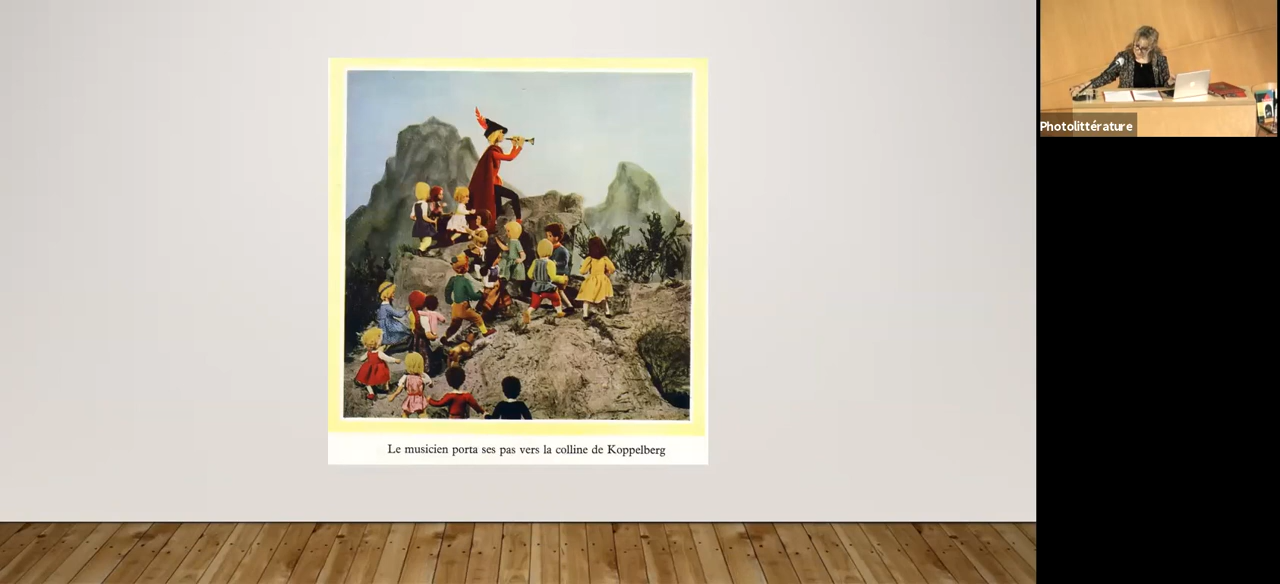 Le musicien porta ses pas vers la colline de Koppelberg
Photolittérature